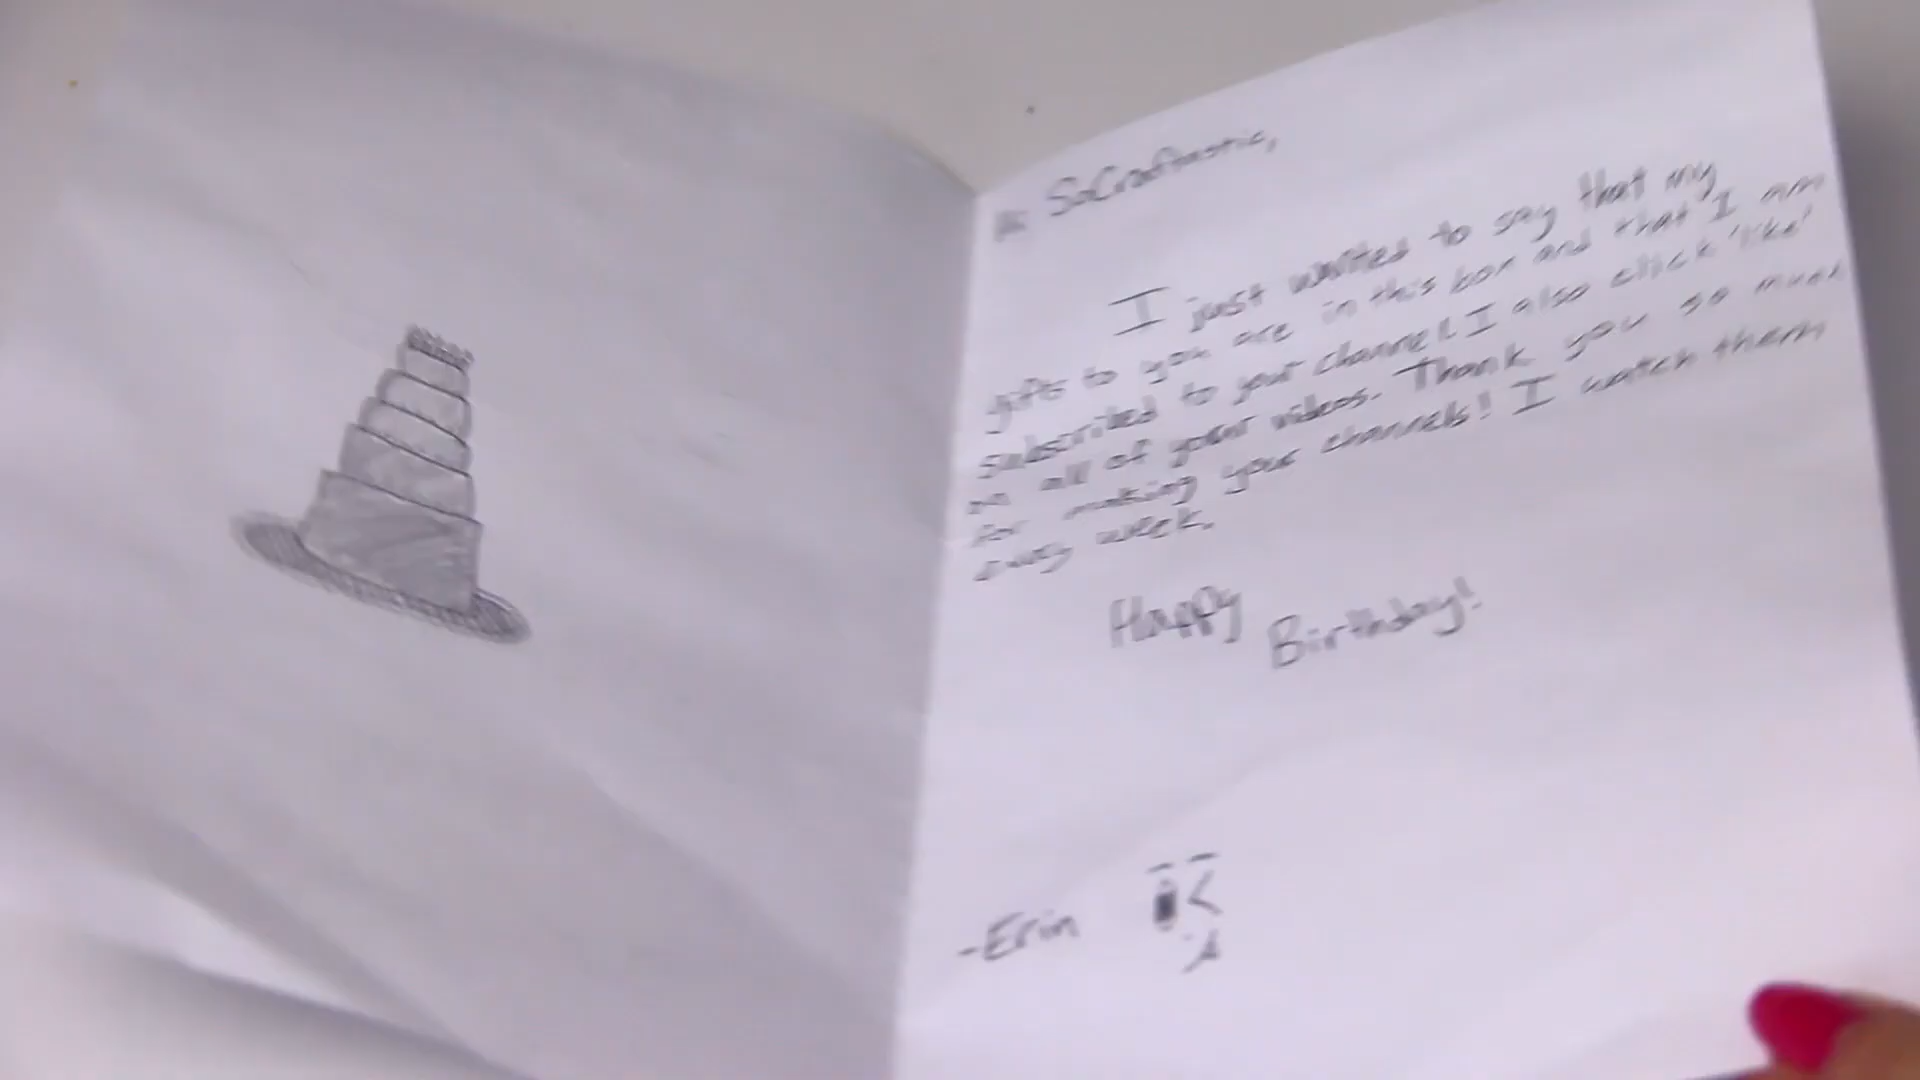 SoCraftastic,
I just wanted to say that my
gifts to you are in this box and that I am
subscribed to your channel! I also click 'like'
on all of your videos. Thank you so much
for making your channels! I watch them
every week.
Happy Birthday!
-Erin